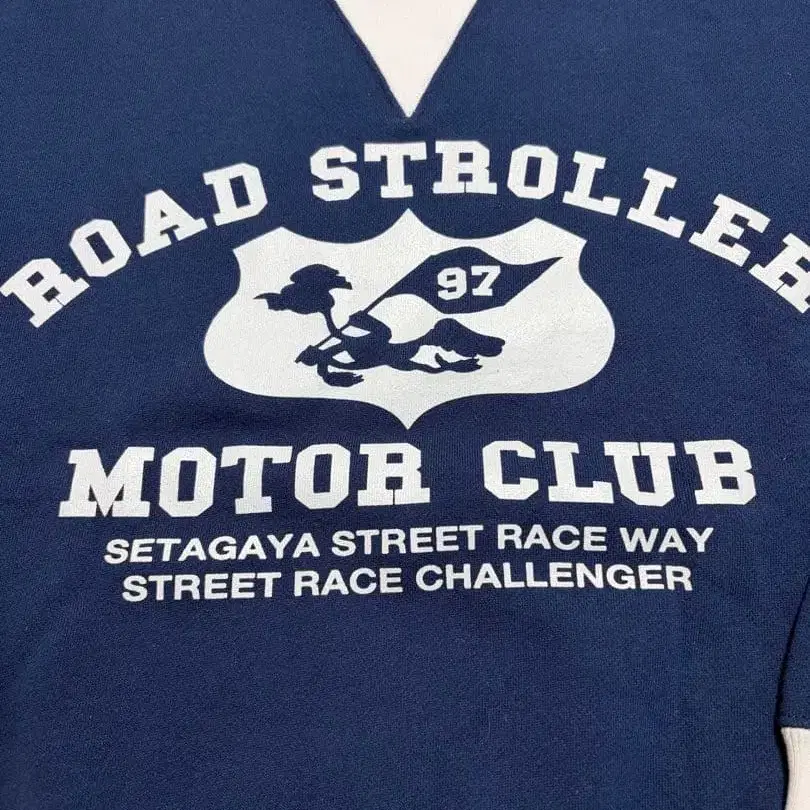 ROAD STROLLER
97
MOTOR CLUB
SETAGAYA STREET RACE WAY
STREET RACE CHALLENGER